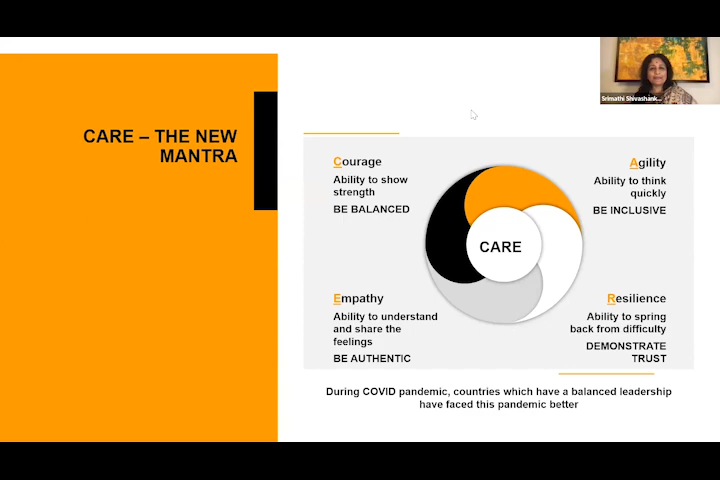 Srimathi Shivashank...
CARE – THE NEW
MANTRA
Courage
Ability to show
strength
BE BALANCED
Agility
Ability to think
quickly
BE INCLUSIVE
CARE
Empathy
Ability to understand
and share the
feelings
BE AUTHENTIC
Resilience
Ability to spring
back from difficulty
DEMONSTRATE
TRUST
During COVID pandemic, countries which have a balanced leadership
have faced this pandemic better